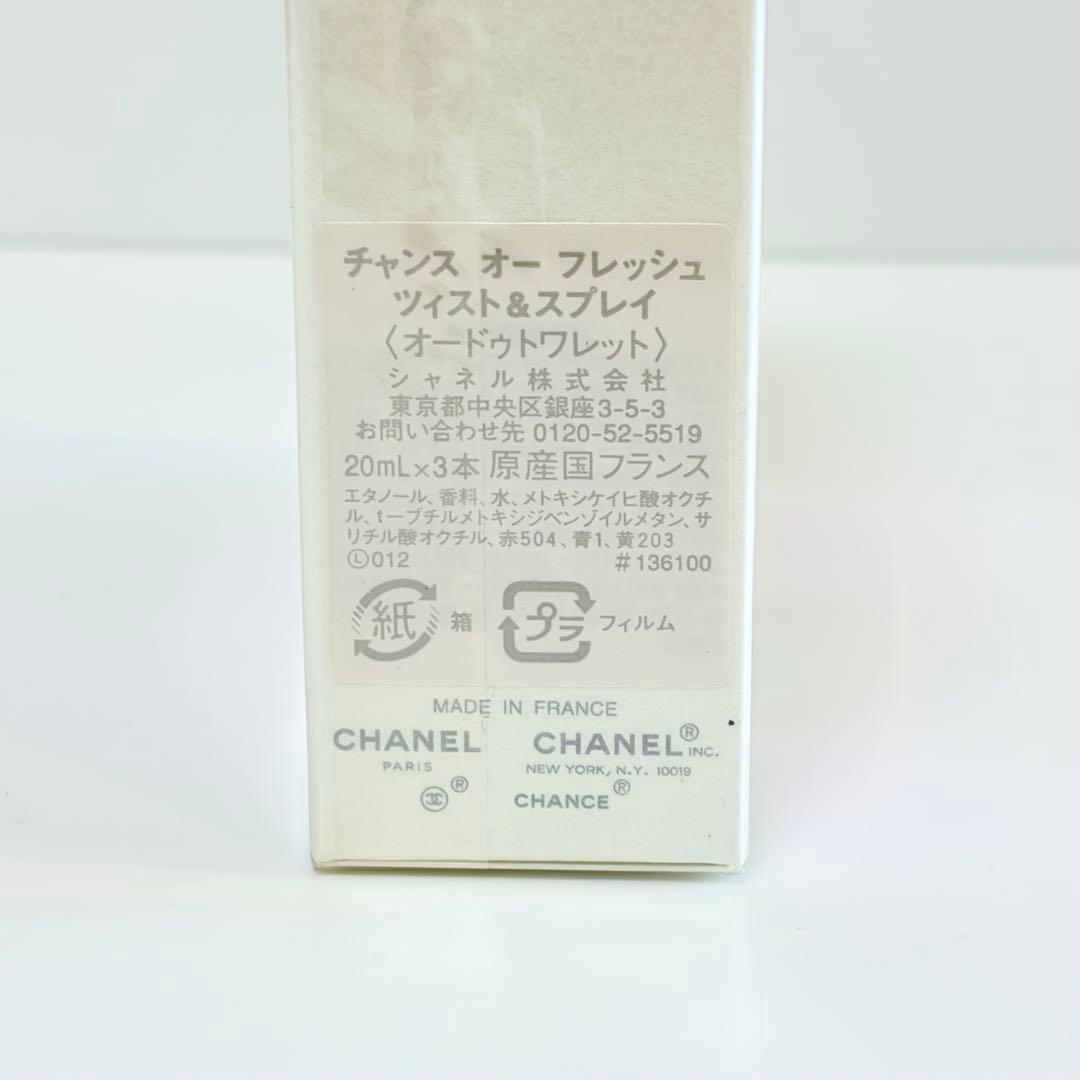 チャンス オー フレッシュ
ツィスト＆スプレイ
〈オードゥトワレット〉
シャネル株式会社
東京都中央区銀座3-5-3
お問い合わせ先 0120-52-5519
20mL×3本 原産国フランス
エタノール、香料、水、メトキシケイヒ酸オクチ
ル、t－ブチルメトキシジベンゾイルメタン、サ
リチル酸オクチル、赤504、青1、黄203
Ⓛ012 #136100
紙 箱 プラ フィルム
MADE IN FRANCE
CHANEL CHANEL® INC.
PARIS NEW YORK, N.Y. 10019
® CHANCE®